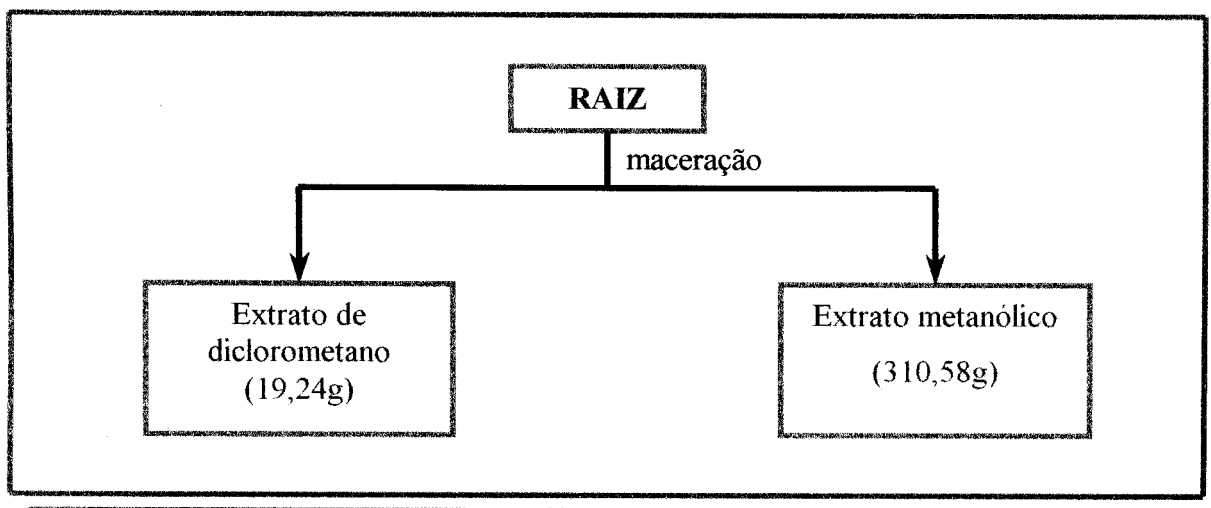 RAIZ
maceração
Extrato de
diclorometano
(19,24g)
Extrato metanólico
(310,58g)